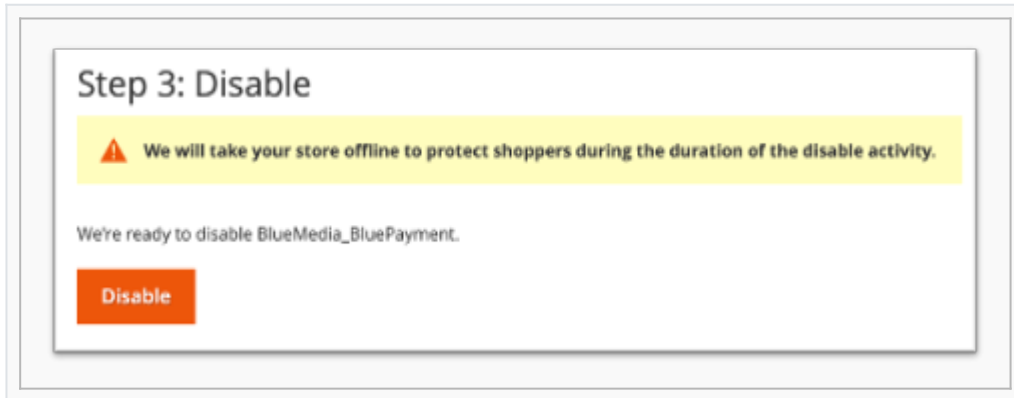 Step 3: Disable
We will take your store offline to protect shoppers during the duration of the disable activity.
We're ready to disable BlueMedia_BluePayment.
Disable